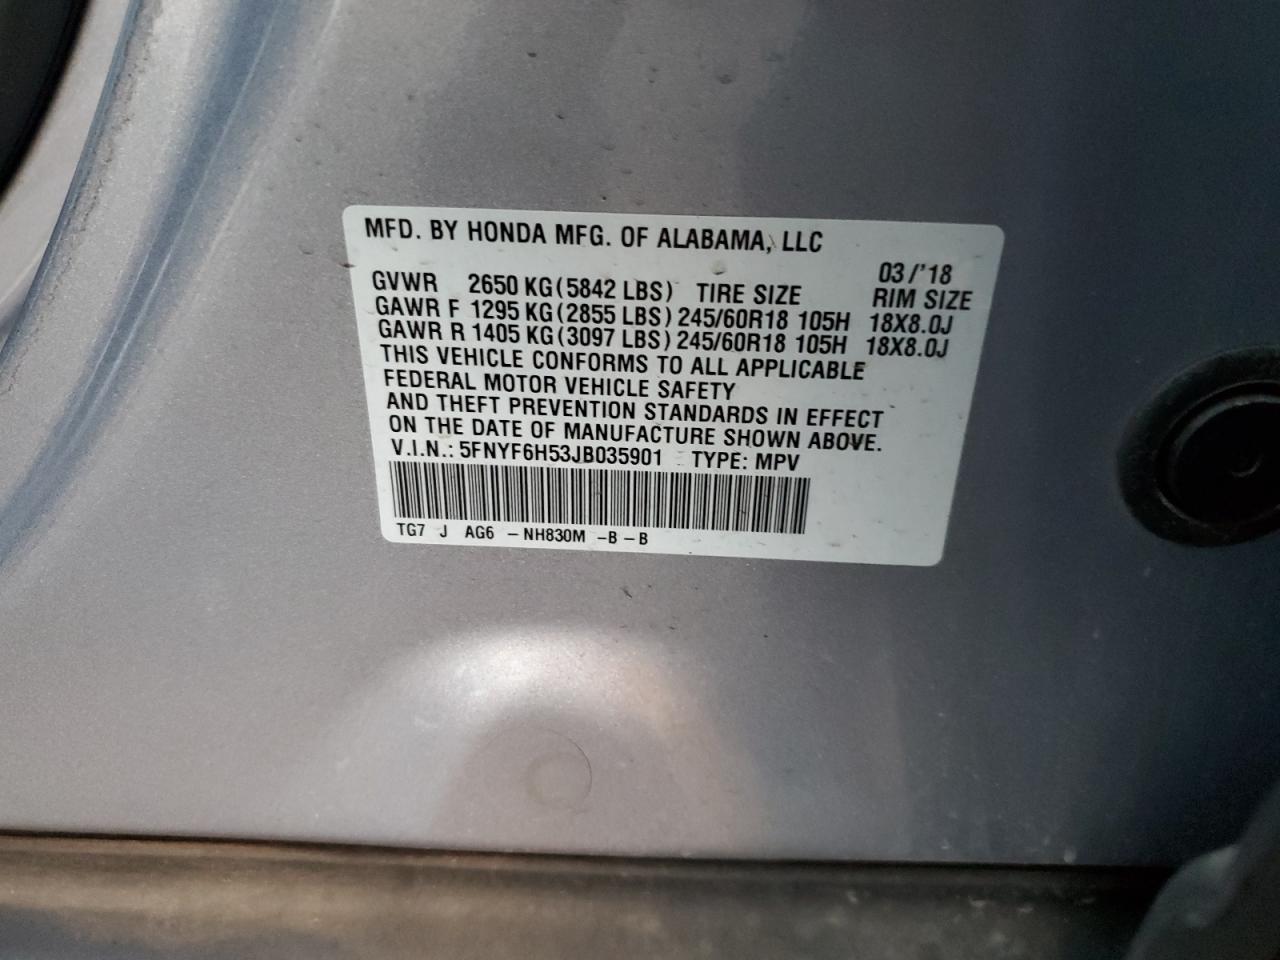 MFD. BY HONDA MFG. OF ALABAMA, LLC
03/'18
GVWR 2650 KG(5842 LBS) TIRE SIZE RIM SIZE
GAWR F 1295 KG(2855 LBS)245/60R18 105H 18X8.0J
GAWR R 1405 KG(3097 LBS)245/60R18 105H 18X8.0J
THIS VEHICLE CONFORMS TO ALL APPLICABLE
FEDERAL MOTOR VEHICLE SAFETY
AND THEFT PREVENTION STANDARDS IN EFFECT
ON THE DATE OF MANUFACTURE SHOWN ABOVE.
V.I.N.: 5FNYF6H53JB035901 TYPE: MPV
TG7 J AG6 -NH830M -B -B